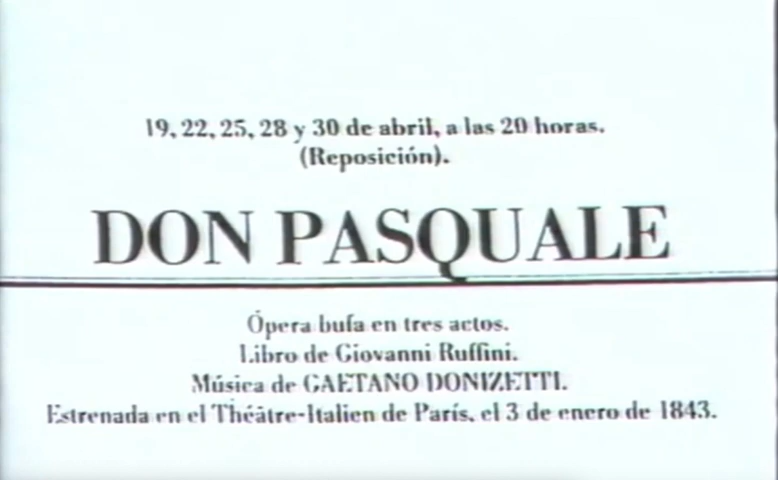 19, 22, 25, 28 y 30 de abril, a las 20 horas.
(Reposición).
DON PASQUALE
Ópera bufa en tres actos.
Libro de Giovanni Ruffini.
Música de GAETANO DONIZETTI.
Estrenada en el Théâtre-Italien de París, el 3 de enero de 1843.